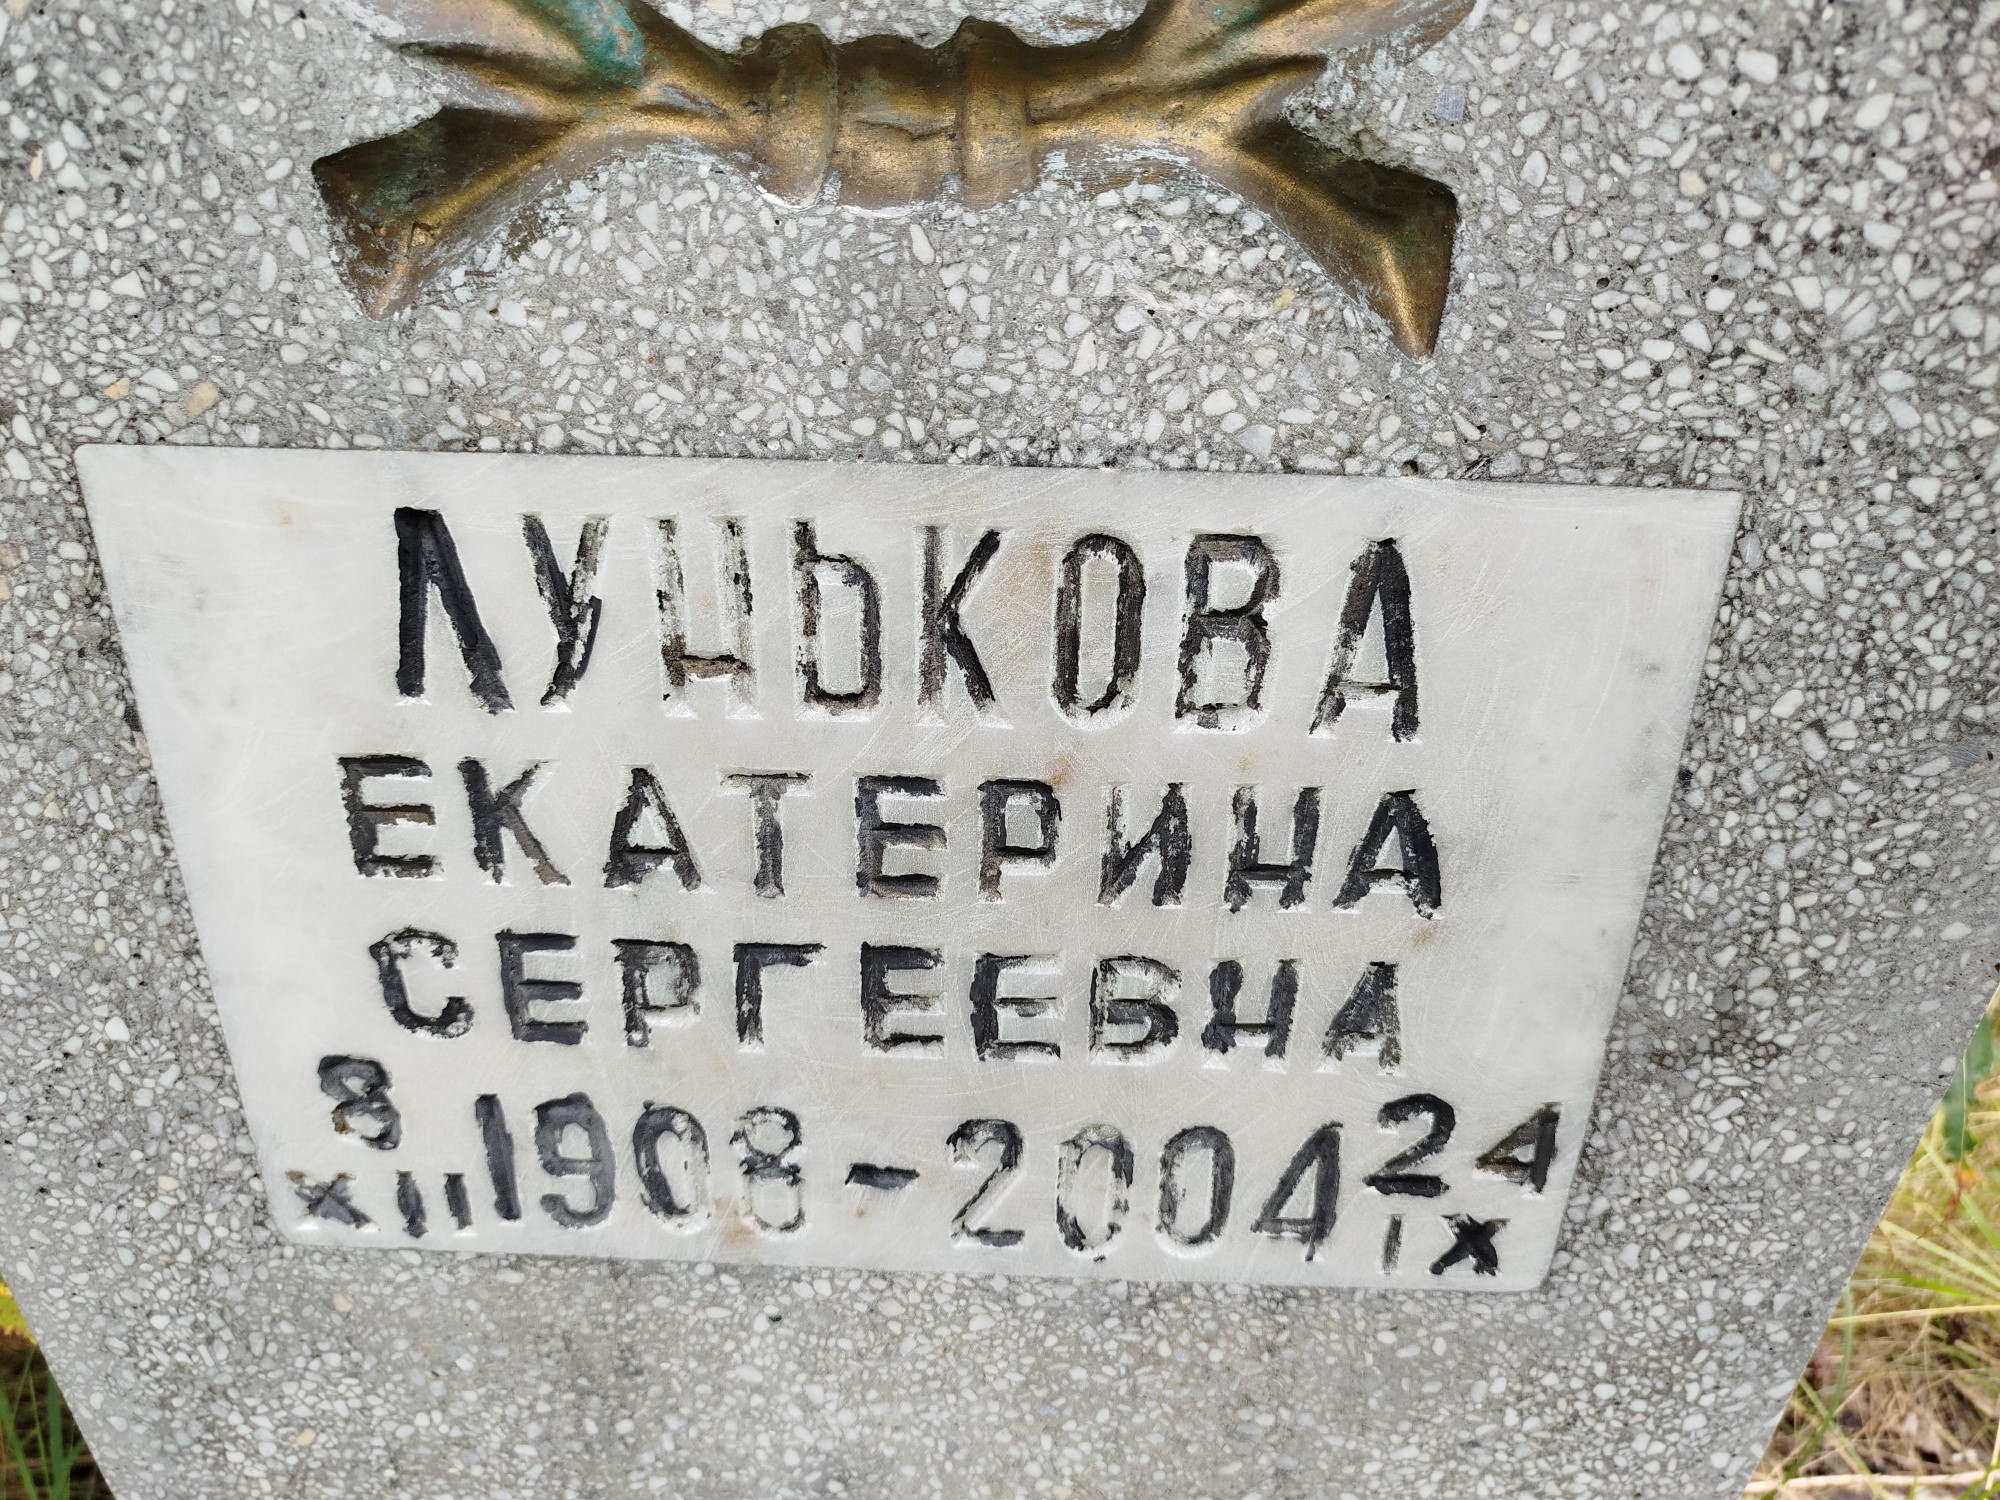 ЛУНЬКОВА
ЕКАТЕРИНА
СЕРГЕЕВНА
8 XII 1908-2004 24 IX